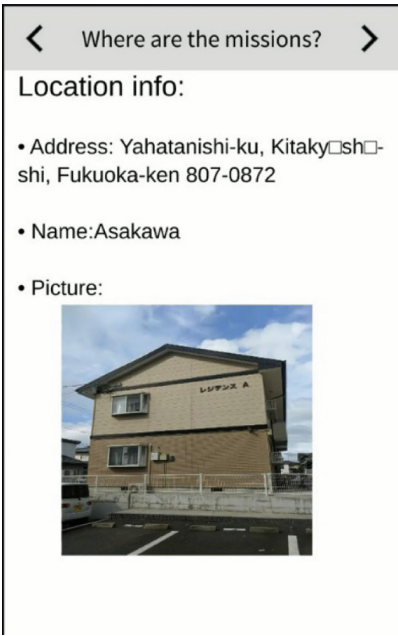 Where are the missions?
Location info:
• Address: Yahatanishi-ku, Kitaky□sh□-
shi, Fukuoka-ken 807-0872
• Name:Asakawa
• Picture:
レジデンス A